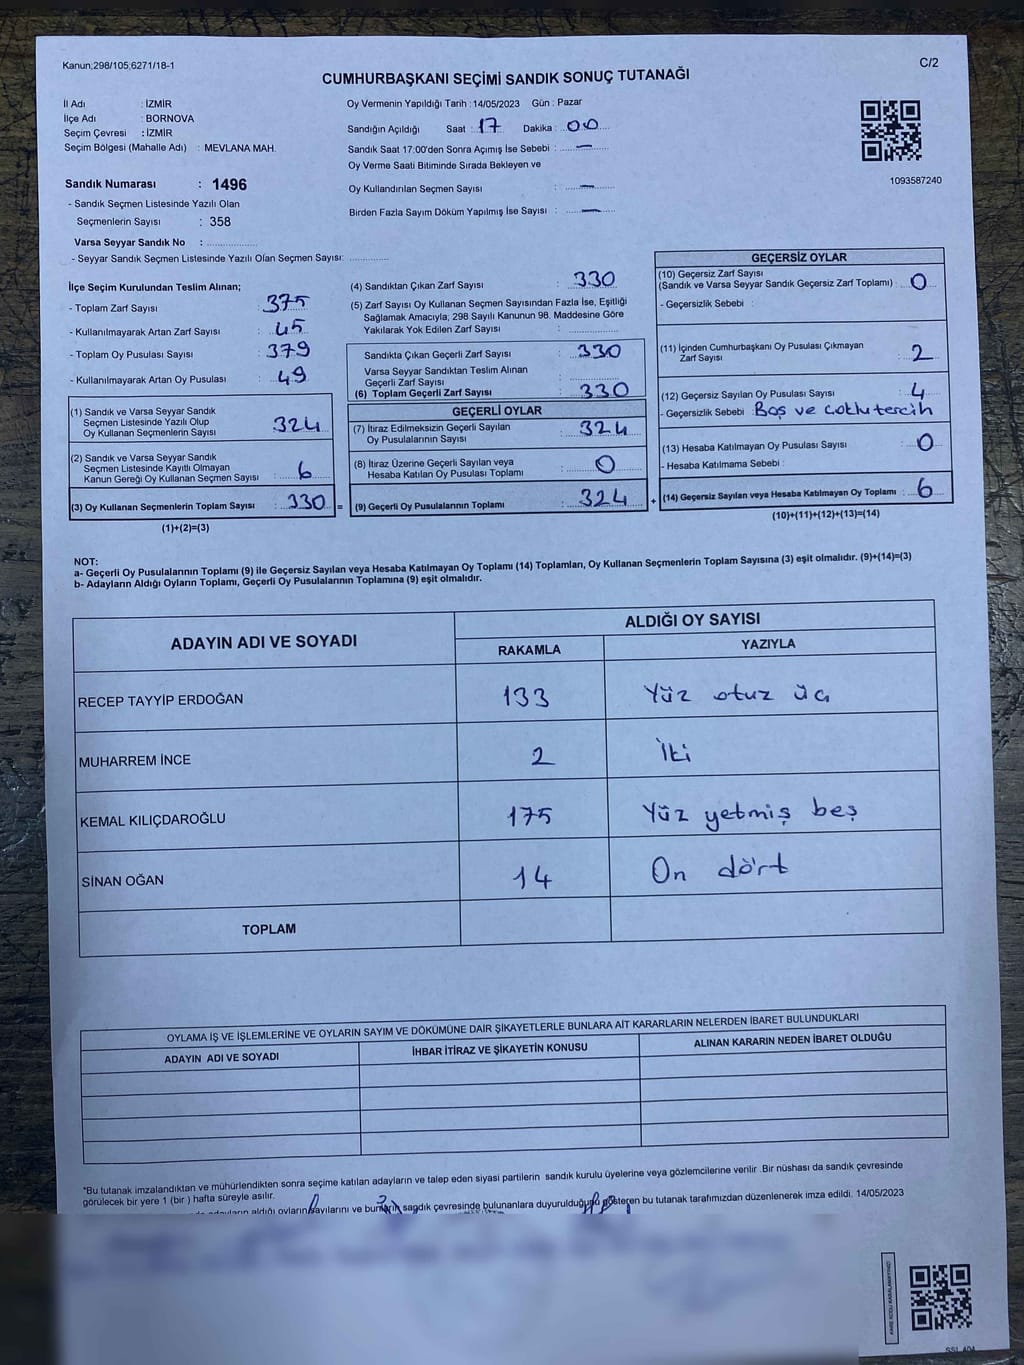 Kanun;298/105;6271/18-1
C/2
CUMHURBAŞKANI SEÇİMİ SANDIK SONUÇ TUTANAĞI
İl Adı : İZMİR
İlçe Adı : BORNOVA
Seçim Çevresi : İZMİR
Seçim Bölgesi (Mahalle Adı) : MEVLANA MAH.
Sandık Numarası : 1496
- Sandık Seçmen Listesinde Yazılı Olan
Seçmenlerin Sayısı : 358
Varsa Seyyar Sandık No : ..................
- Seyyar Sandık Seçmen Listesinde Yazılı Olan Seçmen Sayısı: .............
Oy Vermenin Yapıldığı Tarih : 14/05/2023 Gün : Pazar
Sandığın Açıldığı Saat : 17 Dakika : 00
Sandık Saat 17:00'den Sonra Açımış İse Sebebi : —
Oy Verme Saati Bitiminde Sırada Bekleyen ve
Oy Kullandırılan Seçmen Sayısı : —
Birden Fazla Sayım Döküm Yapılmış İse Sayısı : —
1093587240
İlçe Seçim Kurulundan Teslim Alınan;
- Toplam Zarf Sayısı : 375
- Kullanılmayarak Artan Zarf Sayısı : 45
- Toplam Oy Pusulası Sayısı : 379
- Kullanılmayarak Artan Oy Pusulası : 49
(1) Sandık ve Varsa Seyyar Sandık
Seçmen Listesinde Yazılı Olup
Oy Kullanan Seçmenlerin Sayısı : 324
(2) Sandık ve Varsa Seyyar Sandık
Seçmen Listesinde Kayıtlı Olmayan
Kanun Gereği Oy Kullanan Seçmen Sayısı : 6
(3) Oy Kullanan Seçmenlerin Toplam Sayısı : 330
(1)+(2)=(3)
(4) Sandıktan Çıkan Zarf Sayısı : 330
(5) Zarf Sayısı Oy Kullanan Seçmen Sayısından Fazla İse, Eşitliği
Sağlamak Amacıyla; 298 Sayılı Kanunun 98. Maddesine Göre
Yakılarak Yok Edilen Zarf Sayısı : .............
Sandıkta Çıkan Geçerli Zarf Sayısı : 330
Varsa Seyyar Sandıktan Teslim Alınan
Geçerli Zarf Sayısı : .............
(6) Toplam Geçerli Zarf Sayısı : 330
GEÇERLİ OYLAR
(7) İtiraz Edilmeksizin Geçerli Sayılan
Oy Pusulalarının Sayısı : 324
(8) İtiraz Üzerine Geçerli Sayılan veya
Hesaba Katılan Oy Pusulası Toplamı : 0
= (9) Geçerli Oy Pusulalarının Toplamı : 324
GEÇERSİZ OYLAR
(10) Geçersiz Zarf Sayısı
(Sandık ve Varsa Seyyar Sandık Geçersiz Zarf Toplamı) : 0
- Geçersizlik Sebebi :
(11) İçinden Cumhurbaşkanı Oy Pusulası Çıkmayan
Zarf Sayısı : 2
(12) Geçersiz Sayılan Oy Pusulası Sayısı : 4
- Geçersizlik Sebebi : Boş ve çoklu tercih
(13) Hesaba Katılmayan Oy Pusulası Sayısı : 0
- Hesaba Katılmama Sebebi :
+ (14) Geçersiz Sayılan veya Hesaba Katılmayan Oy Toplamı : 6
(10)+(11)+(12)+(13)=(14)
NOT:
a- Geçerli Oy Pusulalarının Toplamı (9) ile Geçersiz Sayılan veya Hesaba Katılmayan Oy Toplamı (14) Toplamları, Oy Kullanan Seçmenlerin Toplam Sayısına (3) eşit olmalıdır. (9)+(14)=(3)
b- Adayların Aldığı Oyların Toplamı, Geçerli Oy Pusulalarının Toplamına (9) eşit olmalıdır.
ADAYIN ADI VE SOYADI
ALDIĞI OY SAYISI
RAKAMLA YAZIYLA
RECEP TAYYİP ERDOĞAN 133 Yüz otuz üç
MUHARREM İNCE 2 İki
KEMAL KILIÇDAROĞLU 175 Yüz yetmiş beş
SİNAN OĞAN 14 On dört
TOPLAM
OYLAMA İŞ VE İŞLEMLERİNE VE OYLARIN SAYIM VE DÖKÜMÜNE DAİR ŞİKAYETLERLE BUNLARA AİT KARARLARIN NELERDEN İBARET BULUNDUKLARI
ADAYIN ADI VE SOYADI İHBAR İTİRAZ VE ŞİKAYETİN KONUSU ALINAN KARARIN NEDEN İBARET OLDUĞU
*Bu tutanak imzalandıktan ve mühürlendikten sonra seçime katılan adayların ve talep eden siyasi partilerin sandık kurulu üyelerine veya gözlemcilerine verilir .Bir nüshası da sandık çevresinde
görülecek bir yere 1 (bir ) hafta süreyle asılır.
adayların aldığı oyların sayılarını ve bunların sandık çevresinde bulunanlara duyurulduğunu gösteren bu tutanak tarafımızdan düzenlenerek imza edildi. 14/05/2023